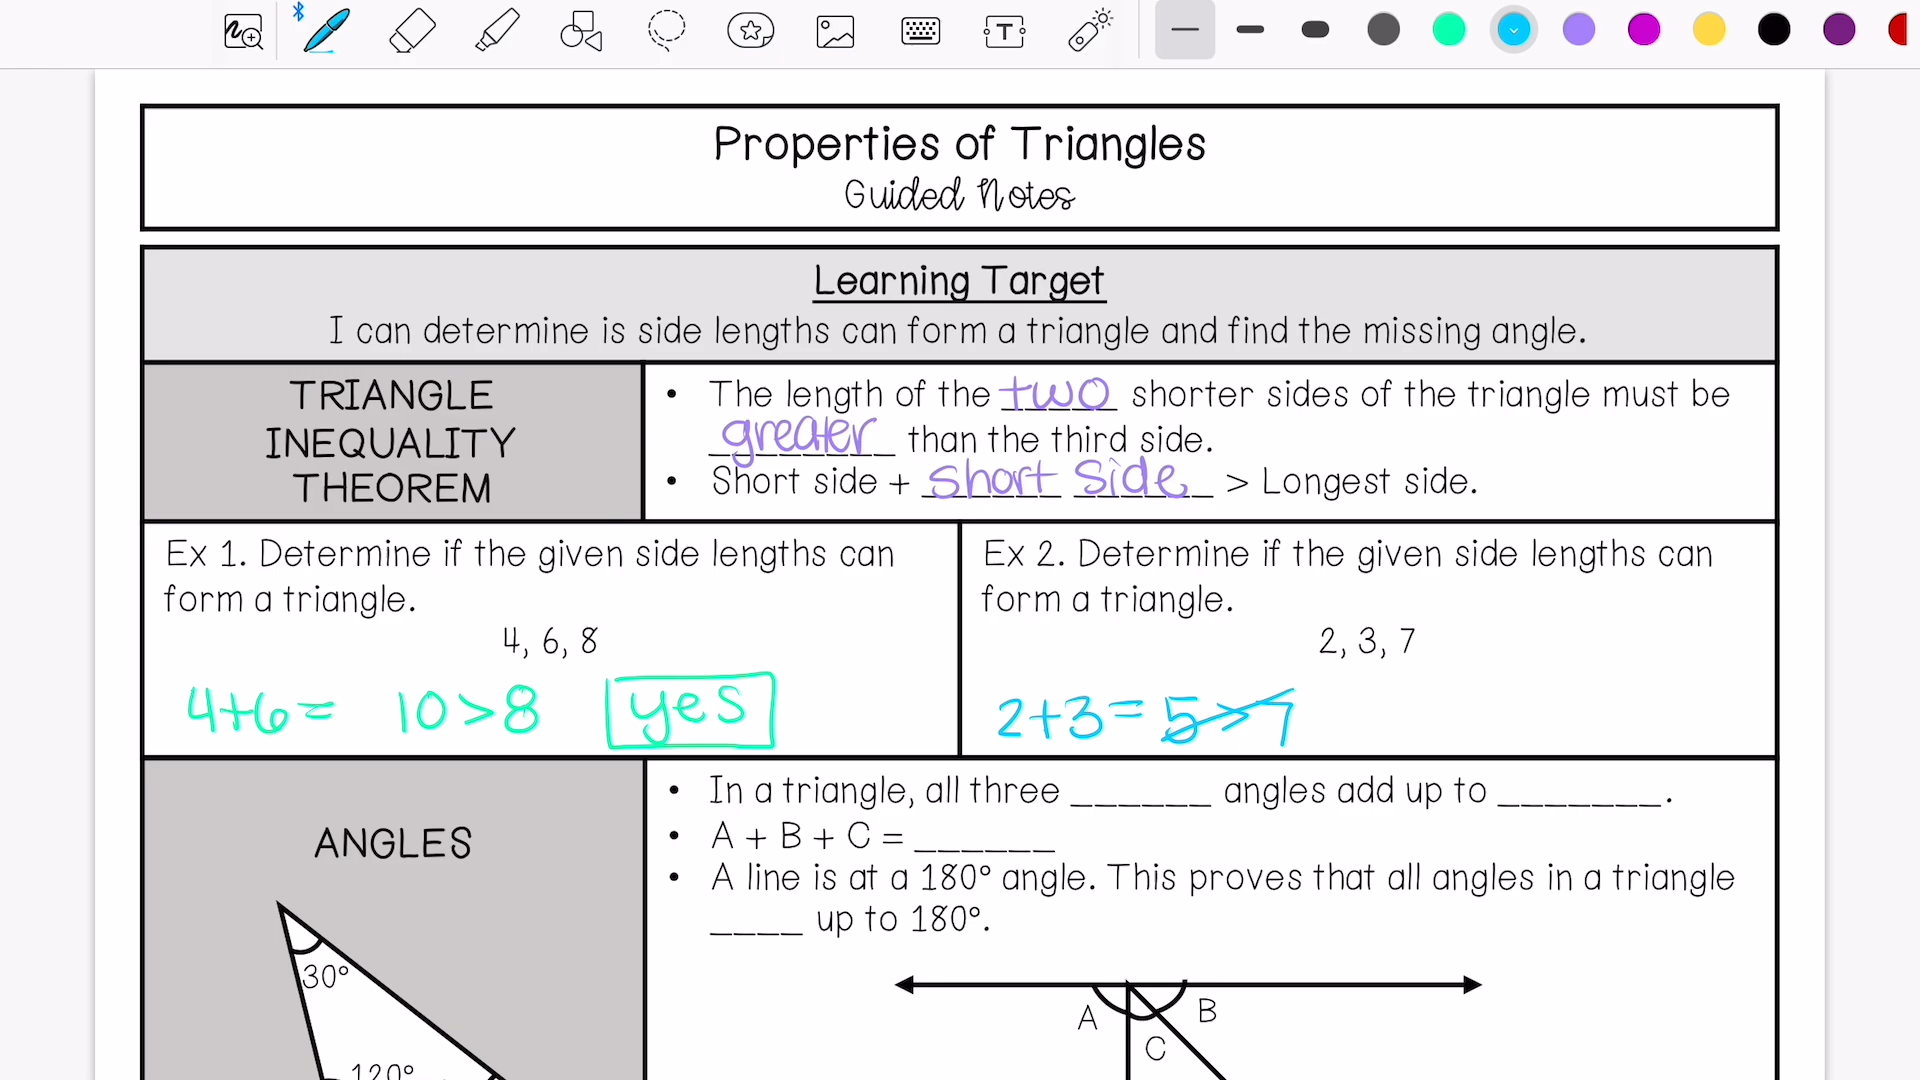 Properties of Triangles
Guided Notes
Learning Target
I can determine is side lengths can form a triangle and find the missing angle.
TRIANGLE
INEQUALITY
THEOREM
• The length of the two shorter sides of the triangle must be
greater than the third side.
• Short side + short side > Longest side.
Ex 1. Determine if the given side lengths can
form a triangle.
4, 6, 8
4+6= 10>8 yes
Ex 2. Determine if the given side lengths can
form a triangle.
2, 3, 7
2+3= 5>7
ANGLES
30°
120°
• In a triangle, all three ______ angles add up to _______.
• A + B + C = ______
• A line is at a 180° angle. This proves that all angles in a triangle
____ up to 180°.
A
B
C